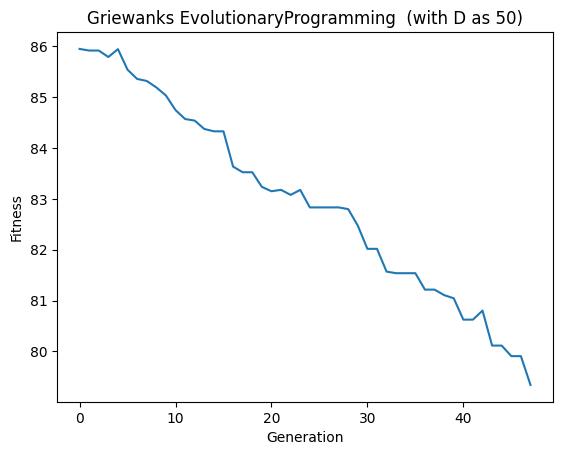 Griewanks EvolutionaryProgramming  (with D as 50)
86
85
84
83
82
81
80
Fitness
0 10 20 30 40
Generation